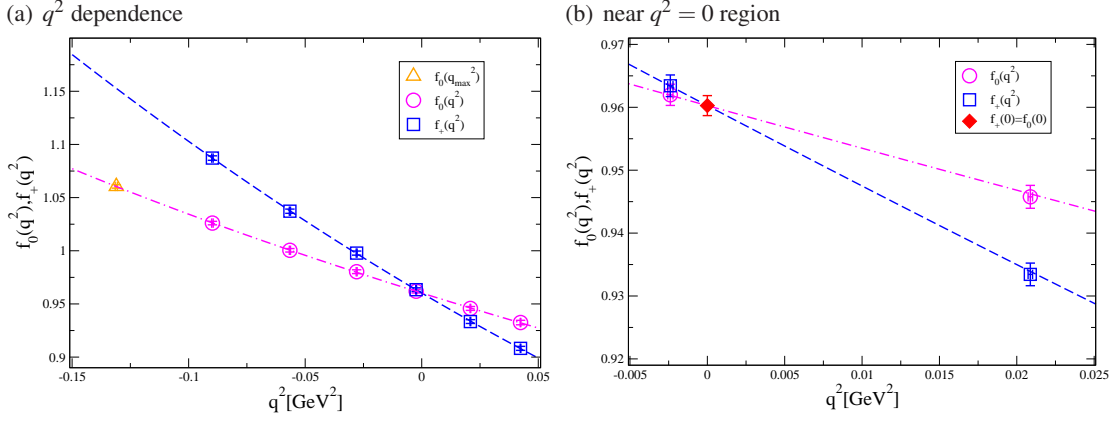 (a) q² dependence
f₀(q²),f₊(q²)
1.15
1.1
1.05
1
0.95
0.9
-0.15
-0.1
-0.05
0
0.05
q²[GeV²]
f₀(qₘₐₓ²)
f₀(q²)
f₊(q²)
(b) near q² = 0 region
f₀(q²),f₊(q²)
0.97
0.96
0.95
0.94
0.93
0.92
-0.005
0
0.005
0.01
0.015
0.02
0.025
q²[GeV²]
f₀(q²)
f₊(q²)
f₊(0)=f₀(0)